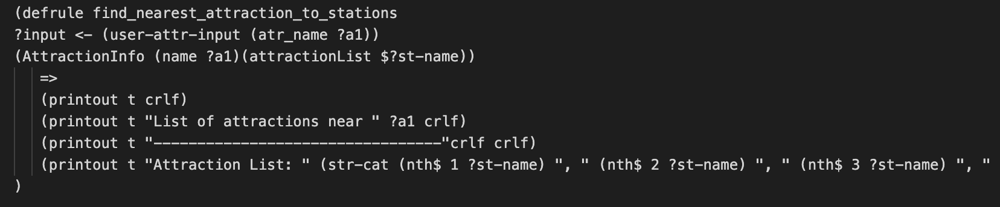 (defrule find_nearest_attraction_to_stations
?input <- (user-attr-input (atr_name ?a1))
(AttractionInfo (name ?a1)(attractionList $?st-name))
=>
(printout t crlf)
(printout t "List of attractions near " ?a1 crlf)
(printout t "---------------------------------"crlf crlf)
(printout t "Attraction List: " (str-cat (nth$ 1 ?st-name) ", " (nth$ 2 ?st-name) ", " (nth$ 3 ?st-name) ", "
)